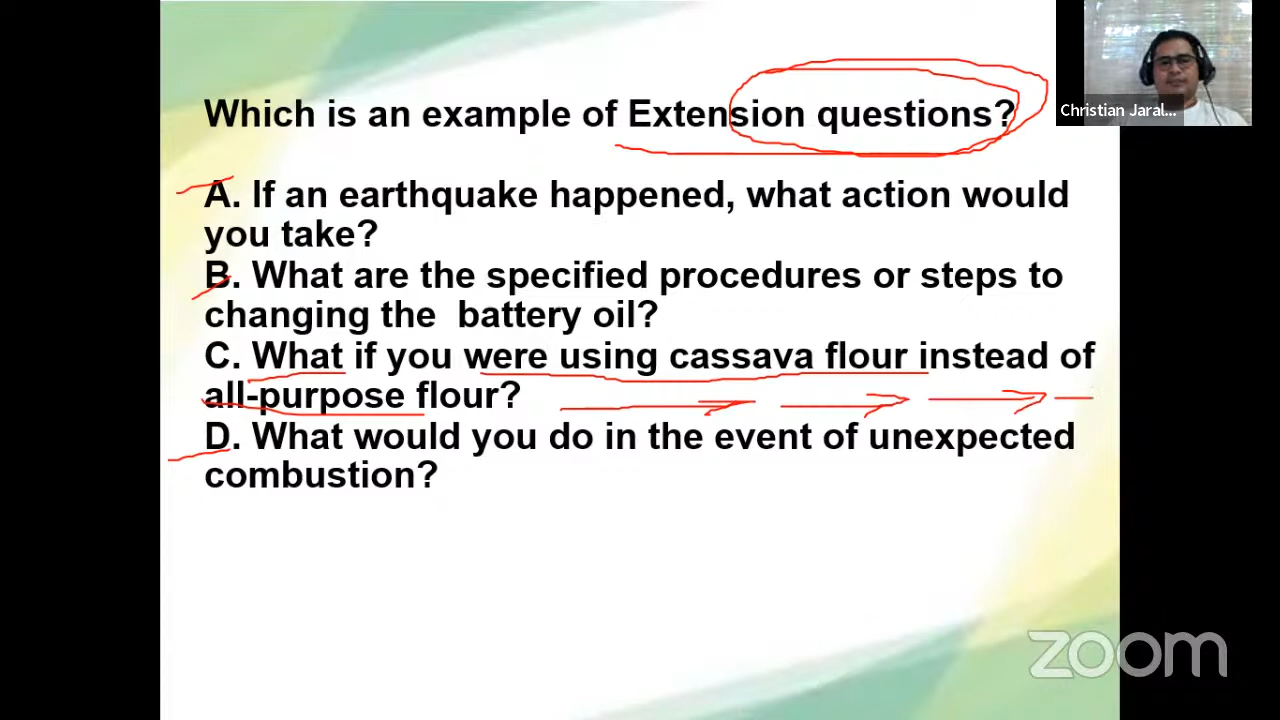 Which is an example of Extension questions?
Christian Jaral...
A. If an earthquake happened, what action would
you take?
B. What are the specified procedures or steps to
changing the battery oil?
C. What if you were using cassava flour instead of
all-purpose flour?
D. What would you do in the event of unexpected
combustion?
zoom